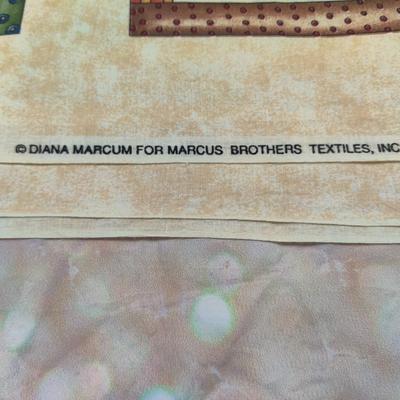 © DIANA MARCUM FOR MARCUS BROTHERS TEXTILES, INC